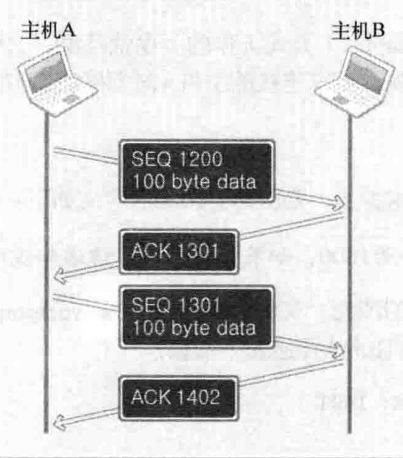 主机A
主机B
SEQ 1200
100 byte data
ACK 1301
SEQ 1301
100 byte data
ACK 1402